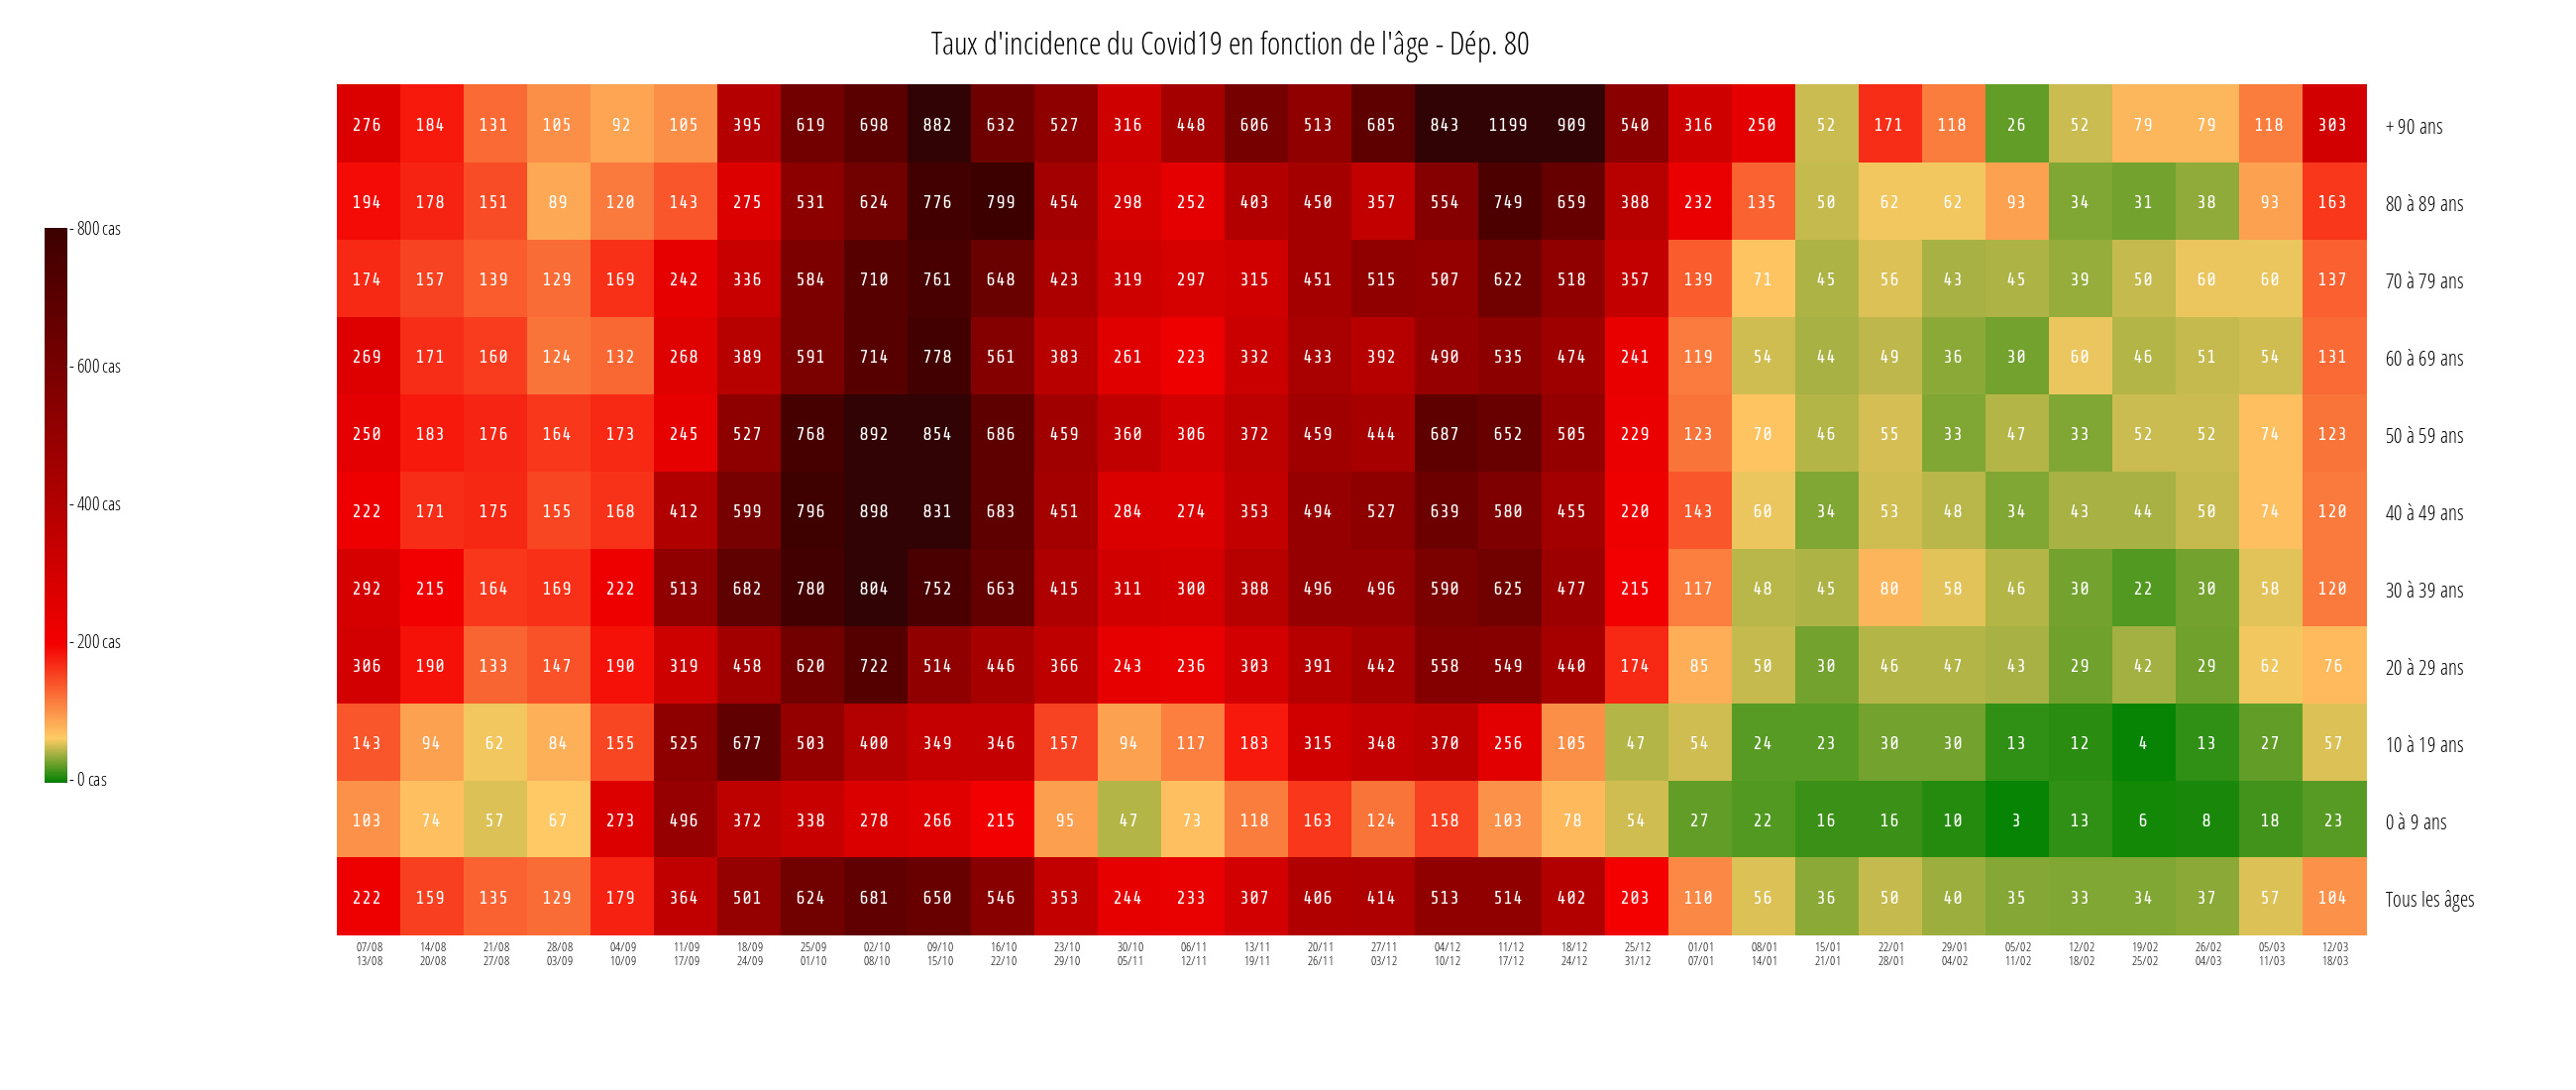 Taux d'incidence du Covid19 en fonction de l'âge - Dép. 80
- 800 cas
- 600 cas
- 400 cas
- 200 cas
- 0 cas
276 184 131 105 92 105 395 619 698 882 632 527 316 448 606 513 685 843 1199 909 540 316 250 52 171 118 26 52 79 79 118 303 + 90 ans
194 178 151 89 120 143 275 531 624 776 799 454 298 252 403 450 357 554 749 659 388 232 135 50 62 62 93 34 31 38 93 163 80 à 89 ans
174 157 139 129 169 242 336 584 710 761 648 423 319 297 315 451 515 507 622 518 357 139 71 45 56 43 45 39 50 60 60 137 70 à 79 ans
269 171 160 124 132 268 389 591 714 778 561 383 261 223 332 433 392 490 535 474 241 119 54 44 49 36 30 60 46 51 54 131 60 à 69 ans
250 183 176 164 173 245 527 768 892 854 686 459 360 306 372 459 444 687 652 505 229 123 70 46 55 33 47 33 52 52 74 123 50 à 59 ans
222 171 175 155 168 412 599 796 898 831 683 451 284 274 353 494 527 639 580 455 220 143 60 34 53 48 34 43 44 50 74 120 40 à 49 ans
292 215 164 169 222 513 682 780 804 752 663 415 311 300 388 496 496 590 625 477 215 117 48 45 80 58 46 30 22 30 58 120 30 à 39 ans
306 190 133 147 190 319 458 620 722 514 446 366 243 236 303 391 442 558 549 440 174 85 50 30 46 47 43 29 42 29 62 76 20 à 29 ans
143 94 62 84 155 525 677 503 400 349 346 157 94 117 183 315 348 370 256 105 47 54 24 23 30 30 13 12 4 13 27 57 10 à 19 ans
103 74 57 67 273 496 372 338 278 266 215 95 47 73 118 163 124 158 103 78 54 27 22 16 16 10 3 13 6 8 18 23 0 à 9 ans
222 159 135 129 179 364 501 624 681 650 546 353 244 233 307 406 414 513 514 402 203 110 56 36 50 40 35 33 34 37 57 104 Tous les âges
07/08 14/08 21/08 28/08 04/09 11/09 18/09 25/09 02/10 09/10 16/10 23/10 30/10 06/11 13/11 20/11 27/11 04/12 11/12 18/12 25/12 01/01 08/01 15/01 22/01 29/01 05/02 12/02 19/02 26/02 05/03 12/03
13/08 20/08 27/08 03/09 10/09 17/09 24/09 01/10 08/10 15/10 22/10 29/10 05/11 12/11 19/11 26/11 03/12 10/12 17/12 24/12 31/12 07/01 14/01 21/01 28/01 04/02 11/02 18/02 25/02 04/03 11/03 18/03